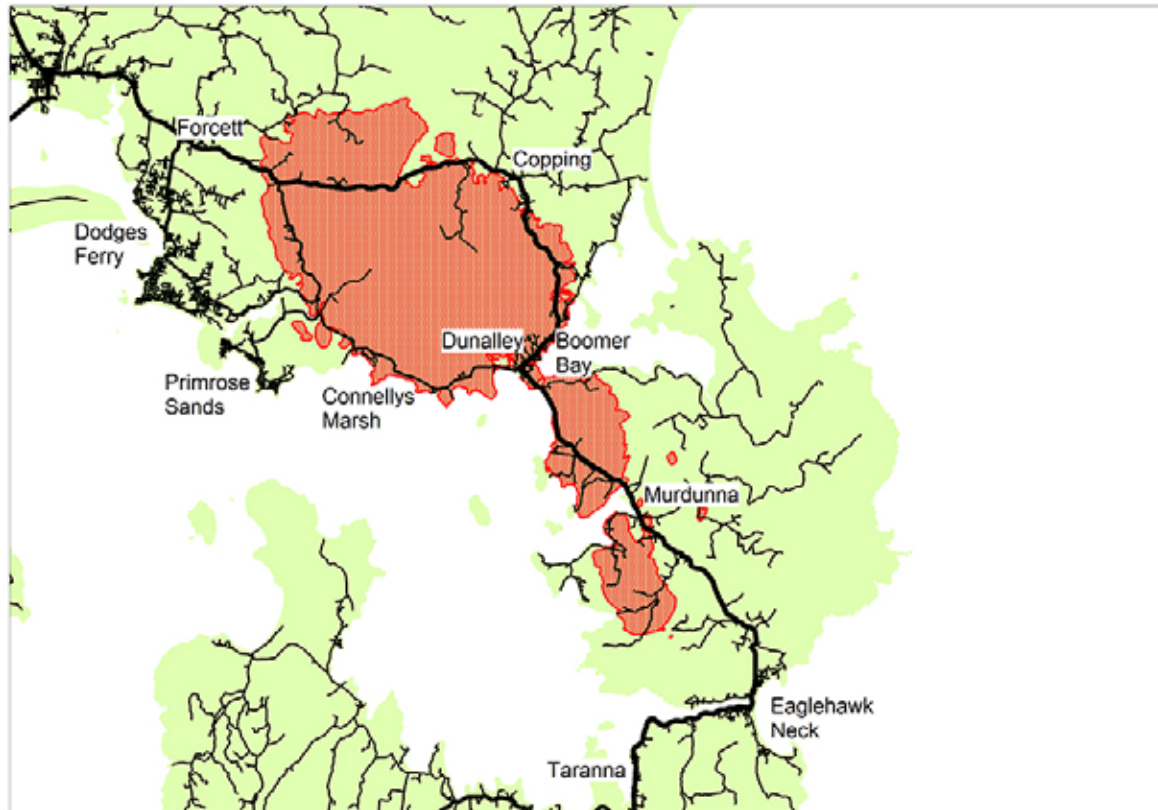 Forcett
Copping
Dodges
Ferry
Dunalley
Boomer
Bay
Primrose
Sands
Connellys
Marsh
Murdunna
Eaglehawk
Neck
Taranna